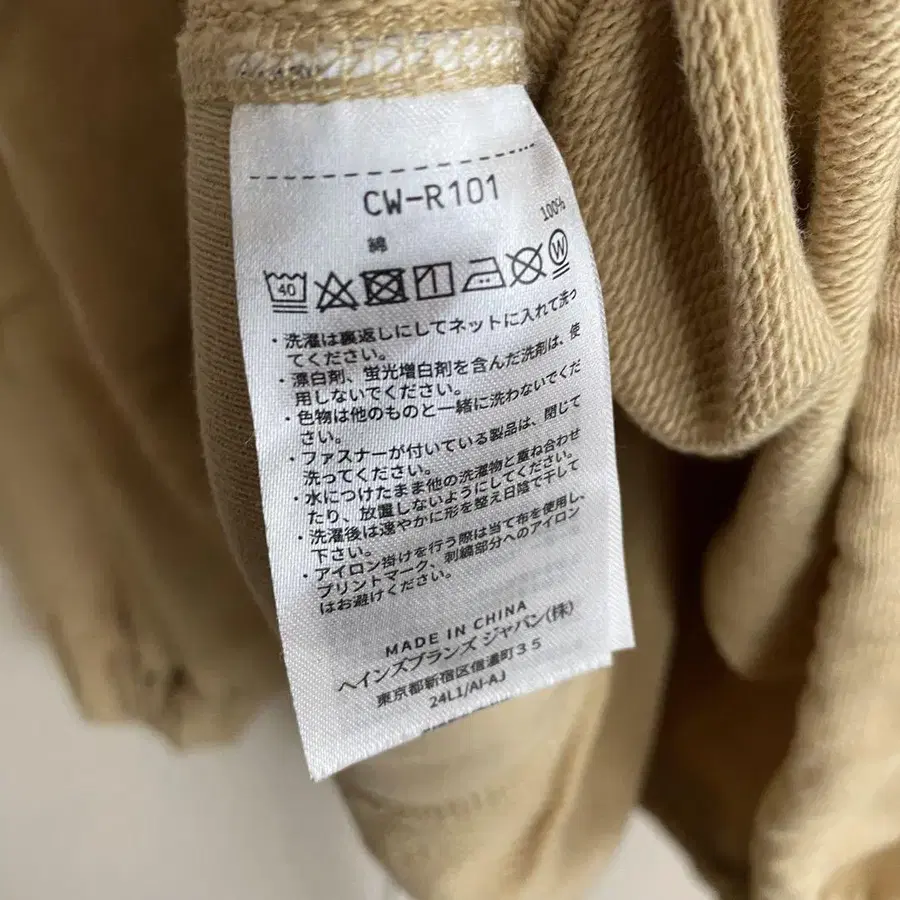 CW-R101
綿 100%
40 W
・洗濯は裏返しにしてネットに入れて洗っ
てください。
・漂白剤、蛍光増白剤を含んだ洗剤は、使
用しないでください。
・色物は他のものと一緒に洗わないでくだ
さい。
・ファスナーが付いている製品は、閉じて
洗ってください。
・水につけたまま他の洗濯物と重ね合わせ
たり、放置しないようにしてください。
・洗濯後は速やかに形を整え日陰で干して
下さい。
・アイロン掛けを行う際は当て布を使用し、
プリントマーク、刺繍部分へのアイロン
はお避けください。
MADE IN CHINA
ヘインズブランズ ジャパン(株)
東京都新宿区信濃町35
24L1/AI-AJ